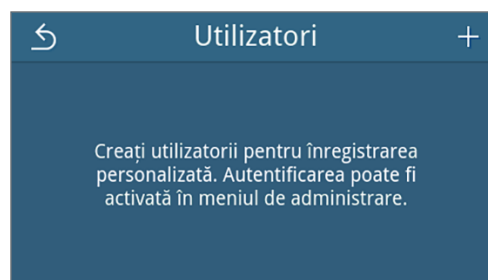 Utilizatori
Creați utilizatorii pentru înregistrarea
personalizată. Autentificarea poate fi
activată în meniul de administrare.